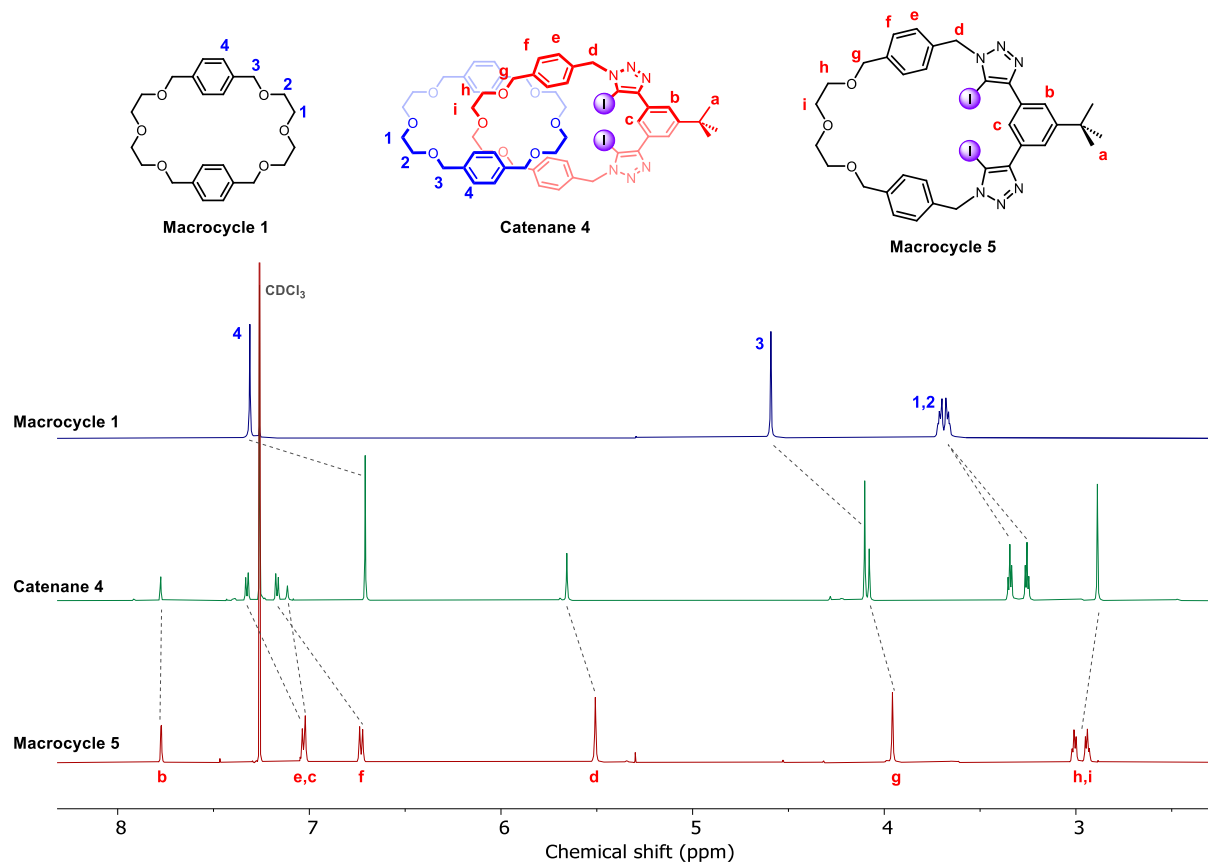 4
3
2
1
O
O
O
O
O
O
Macrocycle 1
f
e
d
g
h
i
1
2
3
4
b
a
c
O
O
O
O
O
O
O
O
O
N
N
N
I
I
N
N
N
Catenane 4
f
e
d
g
h
i
b
c
a
O
O
O
N
N
N
I
I
N
N
N
Macrocycle 5
CDCl₃
4
3
1,2
Macrocycle 1
Catenane 4
Macrocycle 5
b
e,c
f
d
g
h,i
8
7
6
5
4
3
Chemical shift (ppm)